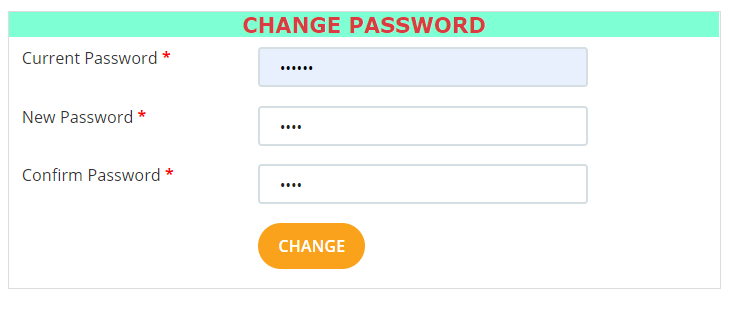 CHANGE PASSWORD
Current Password *
••••••
New Password *
••••
Confirm Password *
••••
CHANGE